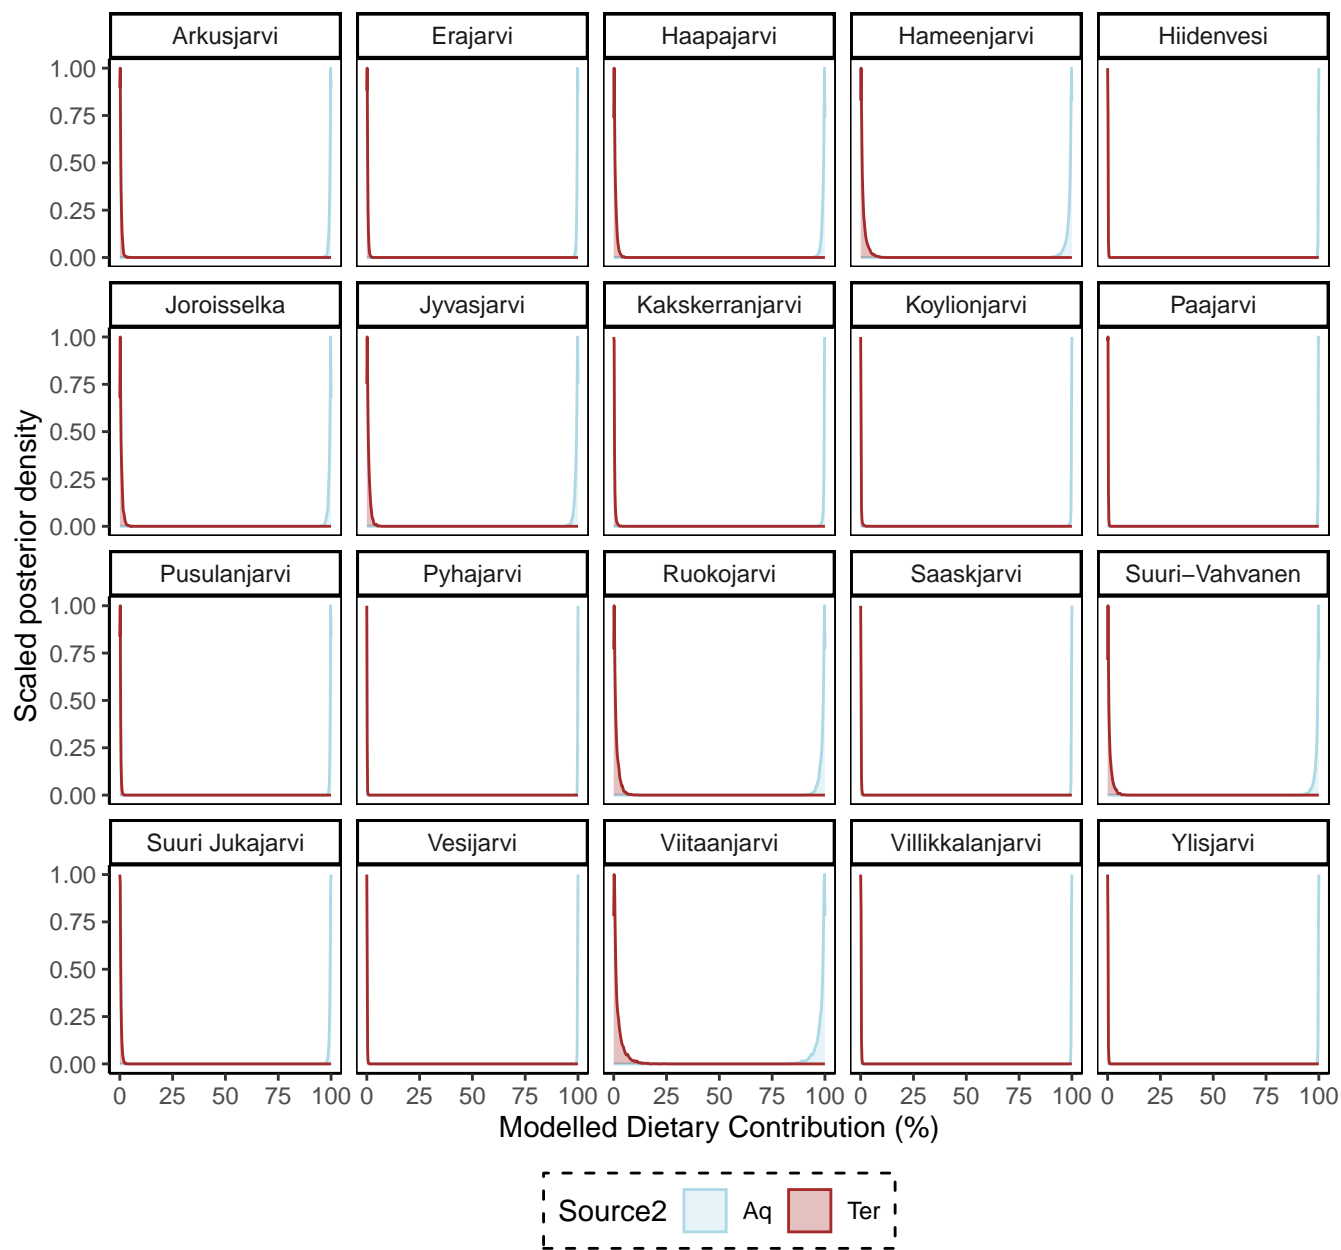 Arkusjarvi Erajarvi Haapajarvi Hameenjarvi Hiidenvesi
1.00
0.75
0.50
0.25
0.00
Joroisselka Jyvasjarvi Kakskerranjarvi Koylionjarvi Paajarvi
1.00
0.75
0.50
0.25
0.00
Pusulanjarvi Pyhajarvi Ruokojarvi Saaskjarvi Suuri−Vahvanen
1.00
0.75
0.50
0.25
0.00
Suuri Jukajarvi Vesijarvi Viitaanjarvi Villikkalanjarvi Ylisjarvi
1.00
0.75
0.50
0.25
0.00
0 25 50 75 100 0 25 50 75 100 0 25 50 75 100 0 25 50 75 100 0 25 50 75 100
Scaled posterior density
Modelled Dietary Contribution (%)
Source2 Aq Ter